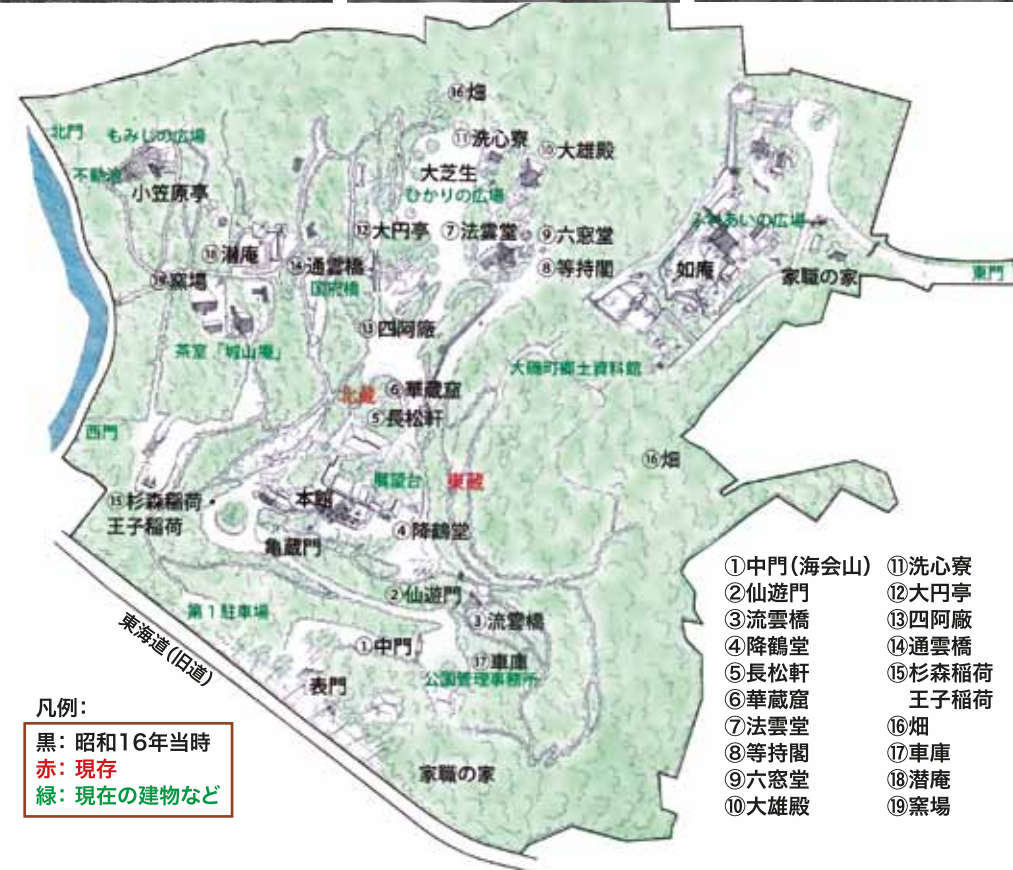 ⑯畑
北門
もみじの広場
⑪洗心寮
⑩大雄殿
不動滝
大芝生
小笠原亭
ひかりの広場
ふれあいの広場
⑫大円亭
⑦法雲堂
⑨六窓堂
⑱潜庵
⑭通雲橋
⑧等持閣
如庵
家職の家
東門
⑲窯場
国府橋
⑬四阿廠
茶室「城山庵」
大磯町郷土資料館
北蔵
⑥華蔵窟
⑤長松軒
西門
⑯畑
展望台
東蔵
本館
⑮杉森稲荷・
王子稲荷
④降鶴堂
亀蔵門
②仙遊門
第1駐車場
③流雲橋
東海道(旧道)
①中門
⑰車庫
公園管理事務所
表門
家職の家
凡例:
黒: 昭和16年当時
赤: 現存
緑: 現在の建物など
①中門(海会山)
②仙遊門
③流雲橋
④降鶴堂
⑤長松軒
⑥華蔵窟
⑦法雲堂
⑧等持閣
⑨六窓堂
⑩大雄殿
⑪洗心寮
⑫大円亭
⑬四阿廠
⑭通雲橋
⑮杉森稲荷
王子稲荷
⑯畑
⑰車庫
⑱潜庵
⑲窯場